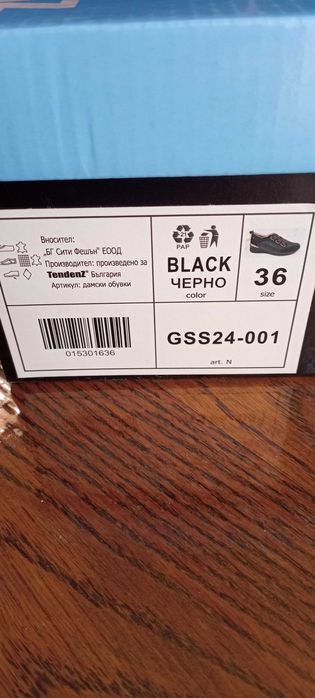 Вносител:
„БГ Сити Фешън“ ЕООД
Производител: произведено за
TendenZ® България
Артикул: дамски обувки
21
PAP
BLACK
ЧЕРНО
color
36
size
015301636
GSS24-001
art. N